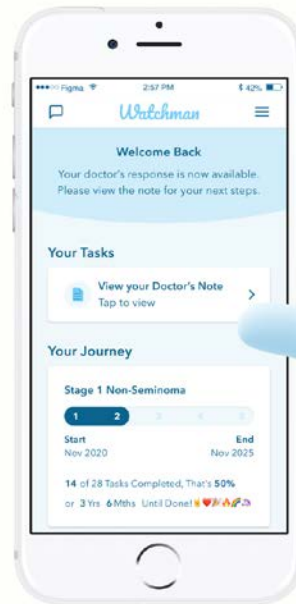 Figma 2:57 PM 42%
Watchman
Welcome Back
Your doctor's response is now available.
Please view the note for your next steps.
Your Tasks
View your Doctor's Note
Tap to view
Your Journey
Stage 1 Non-Seminoma
1 2 3 4 5
Start End
Nov 2020 Nov 2025
14 of 28 Tasks Completed, That's 50%
or 3 Yrs 6 Mths Until Done!